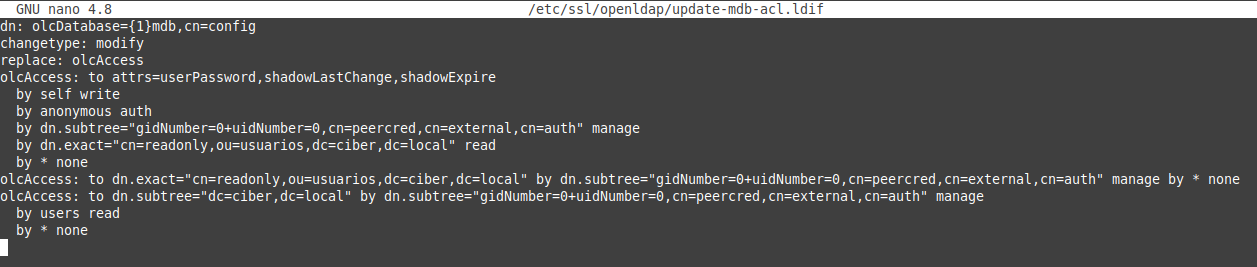 GNU nano 4.8 /etc/ssl/openldap/update-mdb-acl.ldif
dn: olcDatabase={1}mdb,cn=config
changetype: modify
replace: olcAccess
olcAccess: to attrs=userPassword,shadowLastChange,shadowExpire
  by self write
  by anonymous auth
  by dn.subtree="gidNumber=0+uidNumber=0,cn=peercred,cn=external,cn=auth" manage
  by dn.exact="cn=readonly,ou=usuarios,dc=ciber,dc=local" read
  by * none
olcAccess: to dn.exact="cn=readonly,ou=usuarios,dc=ciber,dc=local" by dn.subtree="gidNumber=0+uidNumber=0,cn=peercred,cn=external,cn=auth" manage by * none
olcAccess: to dn.subtree="dc=ciber,dc=local" by dn.subtree="gidNumber=0+uidNumber=0,cn=peercred,cn=external,cn=auth" manage
  by users read
  by * none